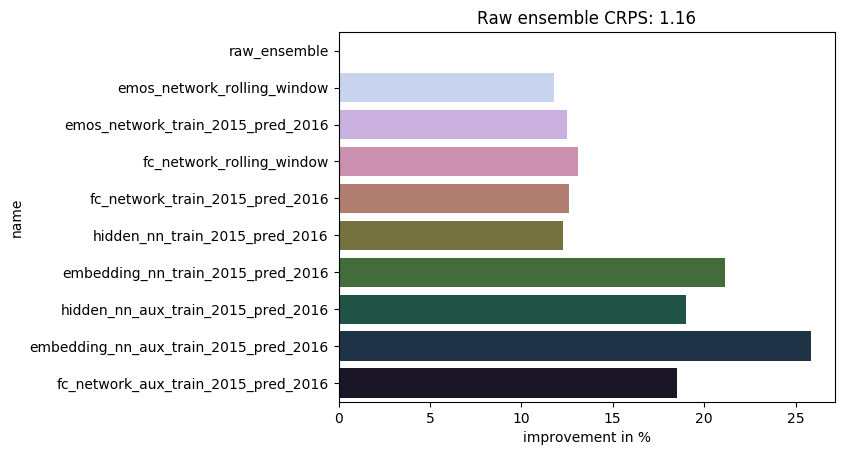 Raw ensemble CRPS: 1.16
name
raw_ensemble
emos_network_rolling_window
emos_network_train_2015_pred_2016
fc_network_rolling_window
fc_network_train_2015_pred_2016
hidden_nn_train_2015_pred_2016
embedding_nn_train_2015_pred_2016
hidden_nn_aux_train_2015_pred_2016
embedding_nn_aux_train_2015_pred_2016
fc_network_aux_train_2015_pred_2016
0 5 10 15 20 25
improvement in %